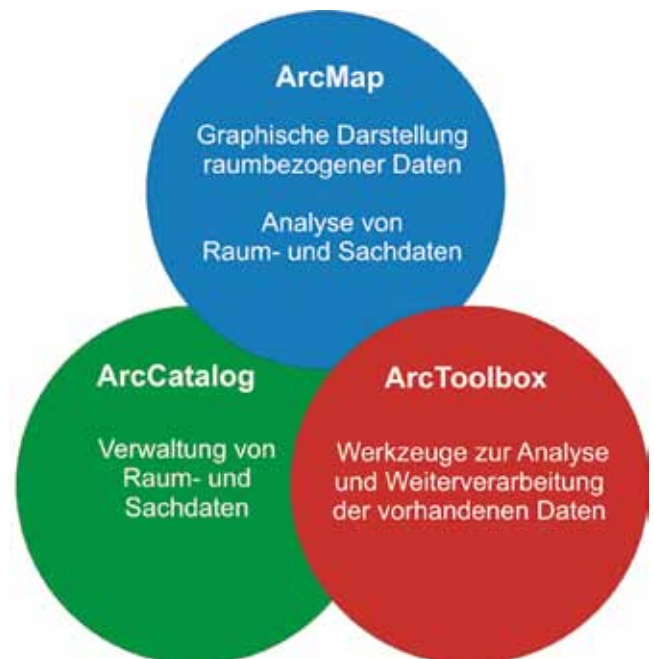 ArcMap
Graphische Darstellung
raumbezogener Daten
Analyse von
Raum- und Sachdaten
ArcCatalog
Verwaltung von
Raum- und
Sachdaten
ArcToolbox
Werkzeuge zur Analyse
und Weiterverarbeitung
der vorhandenen Daten